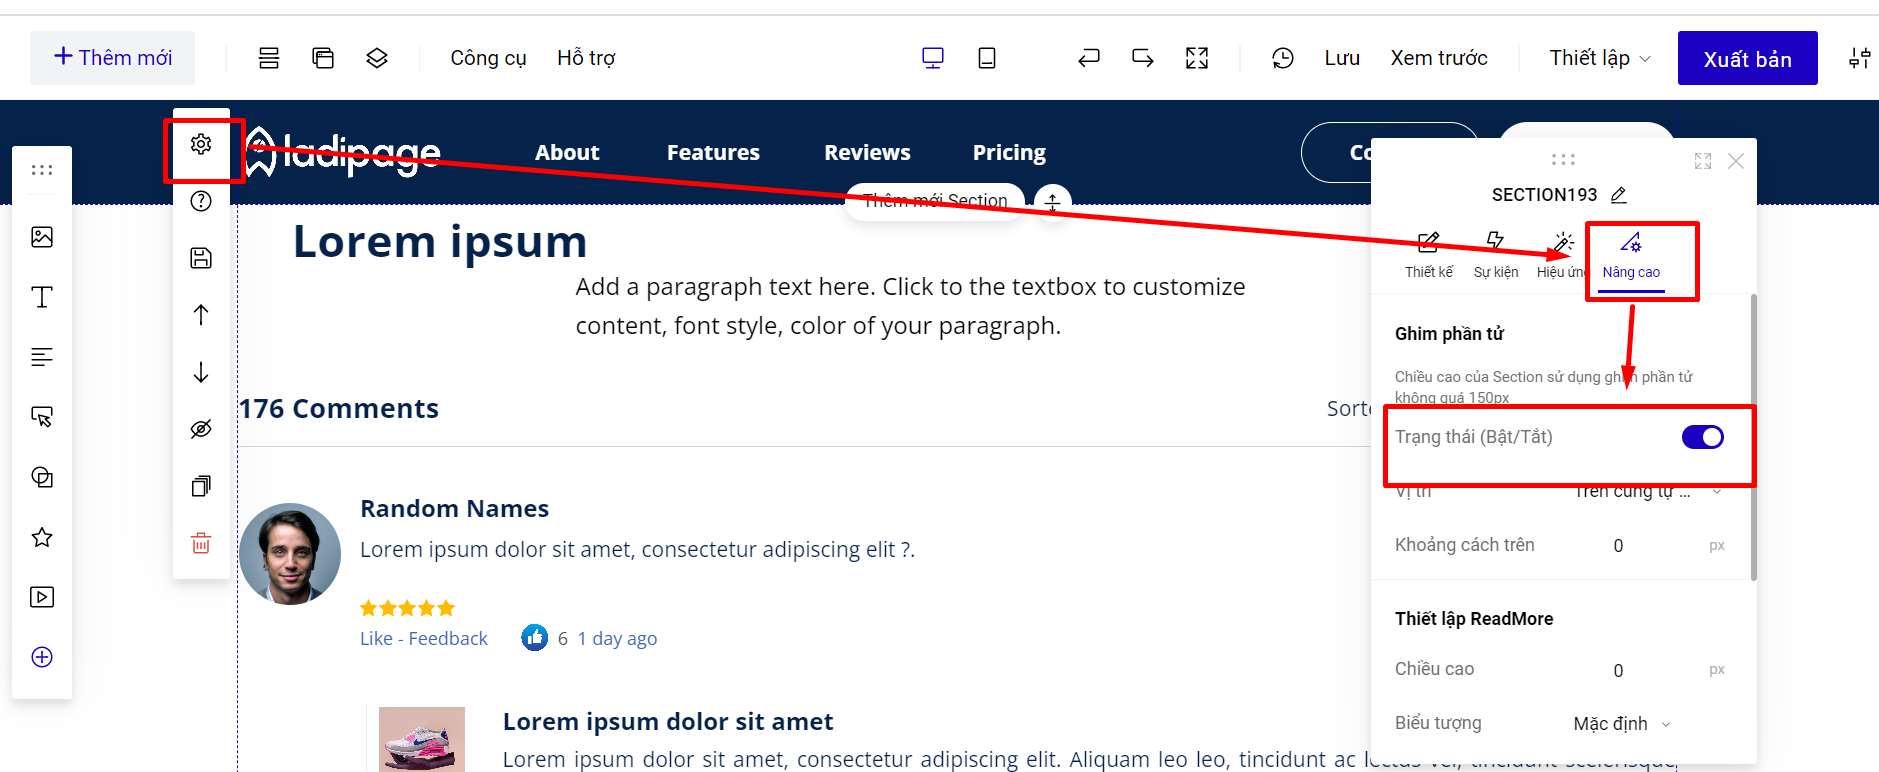 Thêm mới
Công cụ
Hỗ trợ
Lưu
Xem trước
Thiết lập
Xuất bản
ladipage
About
Features
Reviews
Pricing
Thêm mới Section
SECTION193
Thiết kế
Sự kiện
Hiệu ứng
Nâng cao
Lorem ipsum
Add a paragraph text here. Click to the textbox to customize
content, font style, color of your paragraph.
Ghim phần tử
Chiều cao của Section sử dụng ghim phần tử
không quá 150px
Trạng thái (Bật/Tắt)
Vị trí
Trên cùng tự ...
Khoảng cách trên
0
px
Thiết lập ReadMore
Chiều cao
0
px
Biểu tượng
Mặc định
176 Comments
Random Names
Lorem ipsum dolor sit amet, consectetur adipiscing elit ?.
Like - Feedback
6
1 day ago
Lorem ipsum dolor sit amet
Lorem ipsum dolor sit amet, consectetur adipiscing elit. Aliquam leo leo, tincidunt ac